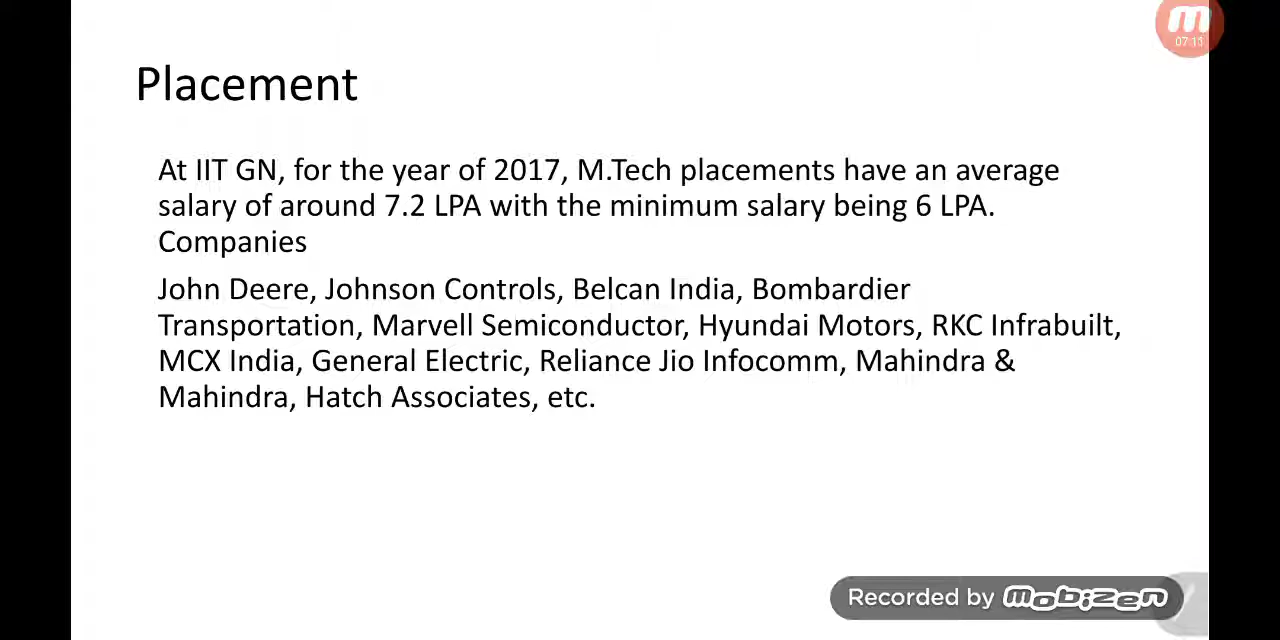 M
07:15
Placement
At IIT GN, for the year of 2017, M.Tech placements have an average
salary of around 7.2 LPA with the minimum salary being 6 LPA.
Companies
John Deere, Johnson Controls, Belcan India, Bombardier
Transportation, Marvell Semiconductor, Hyundai Motors, RKC Infrabuilt,
MCX India, General Electric, Reliance Jio Infocomm, Mahindra &
Mahindra, Hatch Associates, etc.
Recorded by mobizen